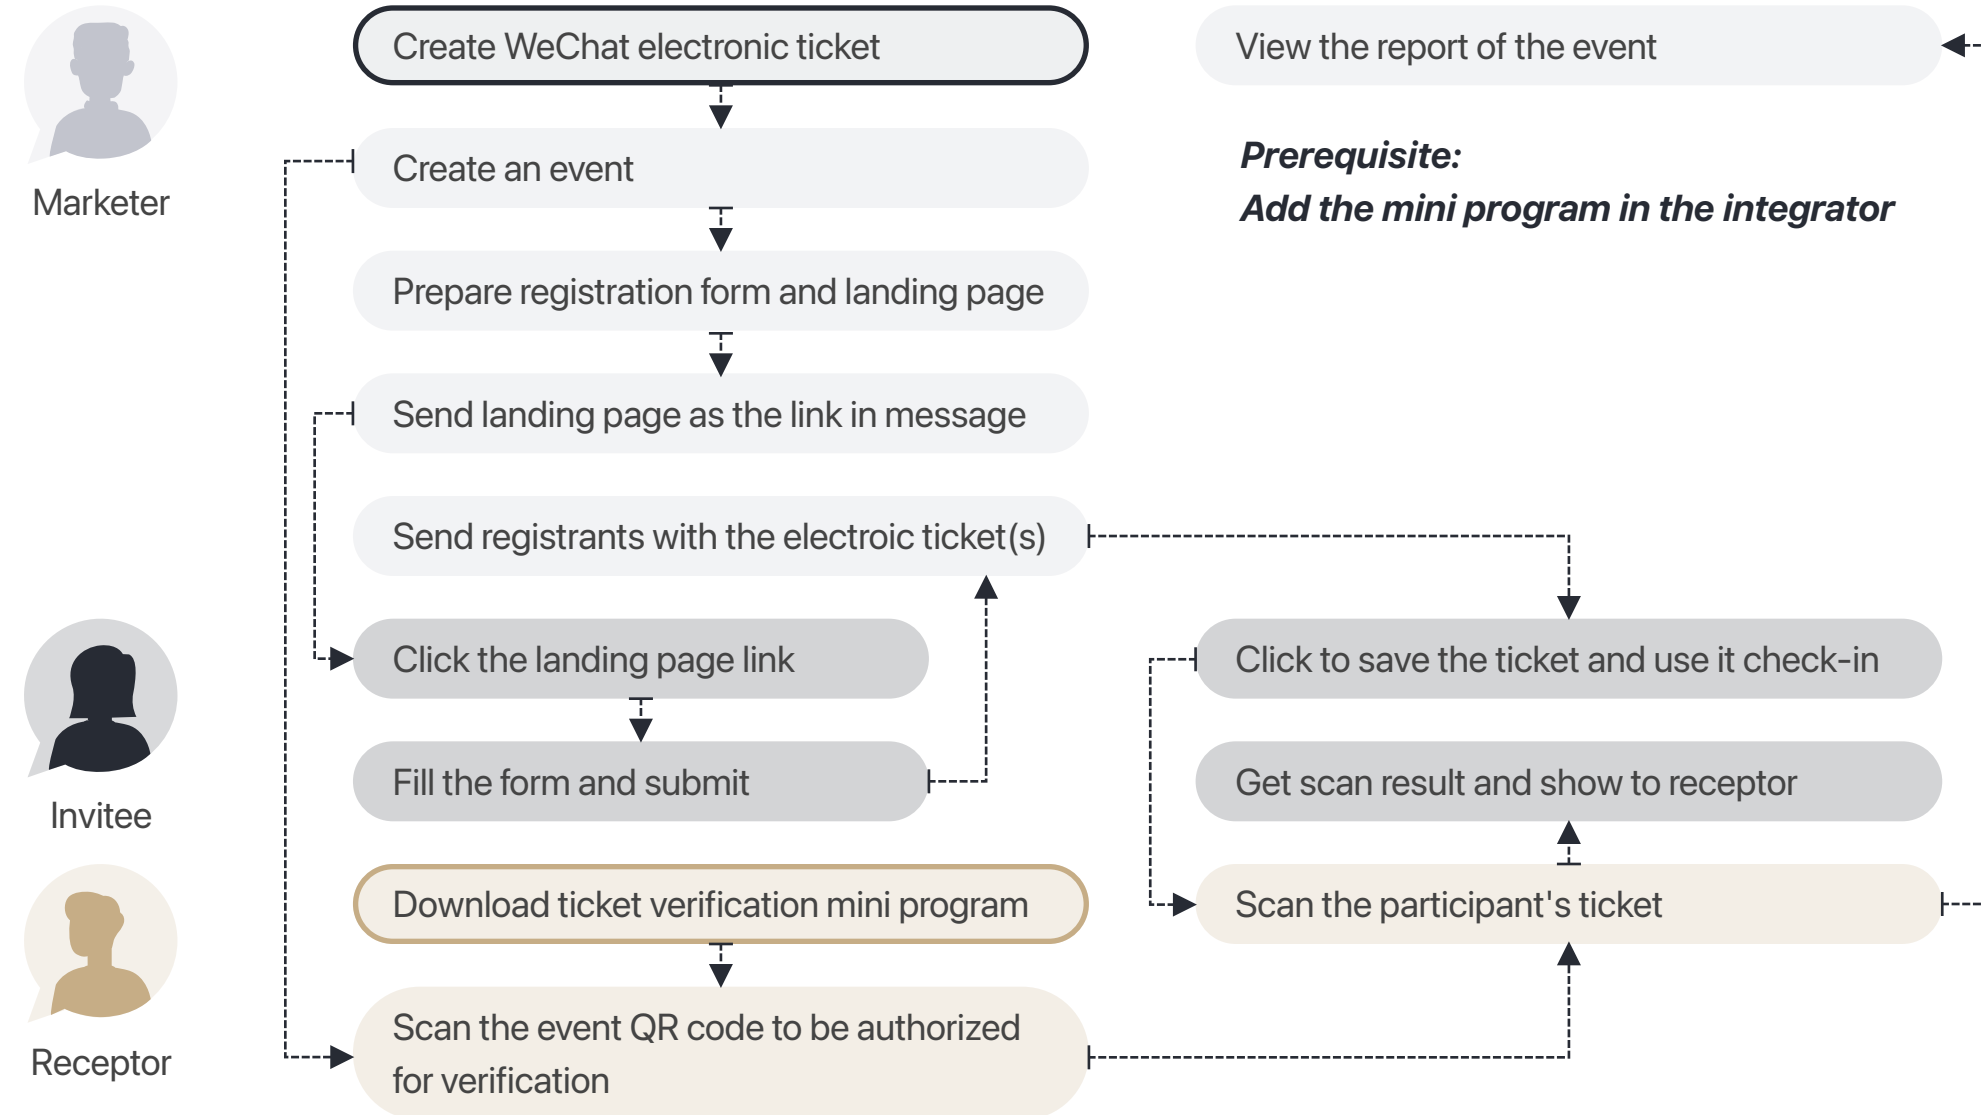 Marketer
Create WeChat electronic ticket
Create an event
Prepare registration form and landing page
Send landing page as the link in message
Send registrants with the electroic ticket(s)
View the report of the event
Prerequisite:
Add the mini program in the integrator
Invitee
Click the landing page link
Fill the form and submit
Click to save the ticket and use it check-in
Get scan result and show to receptor
Receptor
Download ticket verification mini program
Scan the event QR code to be authorized
for verification
Scan the participant's ticket